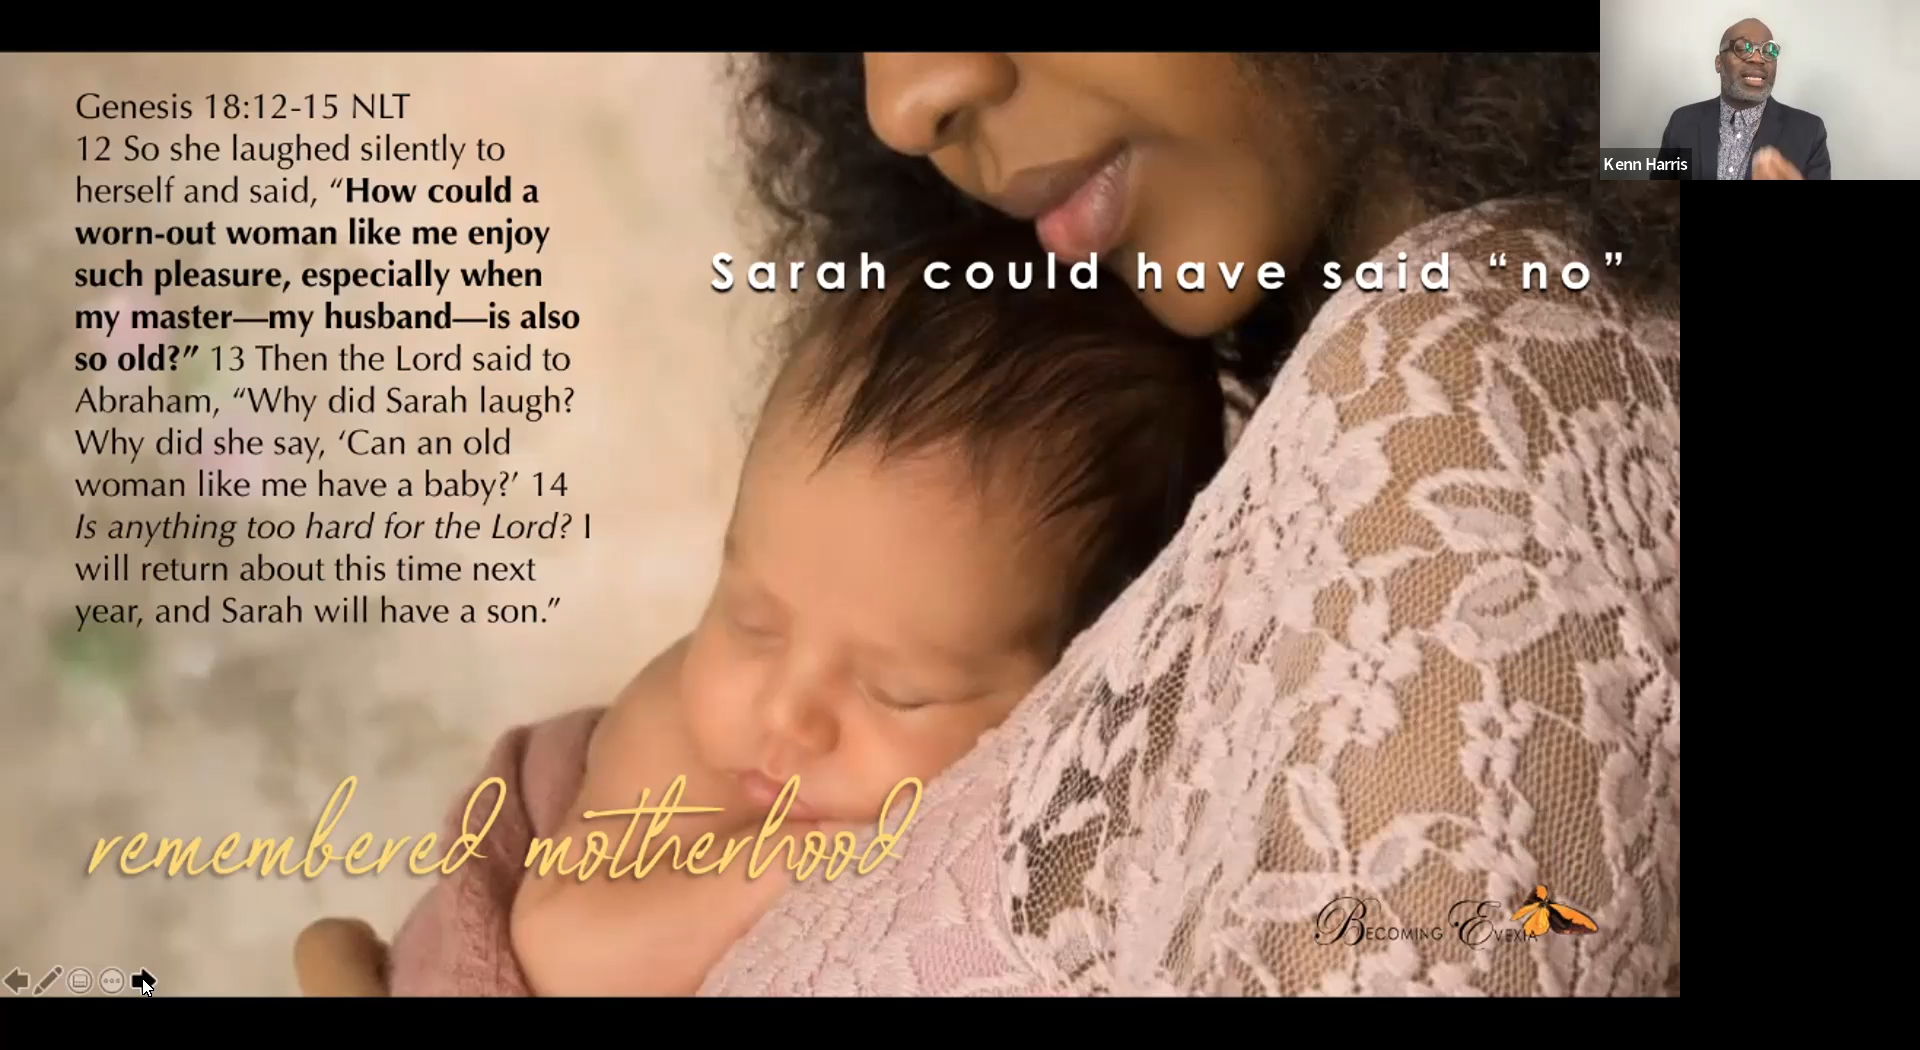 Genesis 18:12-15 NLT
12 So she laughed silently to
herself and said, “How could a
worn-out woman like me enjoy
such pleasure, especially when
my master—my husband—is also
so old?” 13 Then the Lord said to
Abraham, “Why did Sarah laugh?
Why did she say, ‘Can an old
woman like me have a baby?’ 14
Is anything too hard for the Lord? I
will return about this time next
year, and Sarah will have a son.”
Sarah could have said “no”
remembered motherhood
Becoming Evexia
Kenn Harris